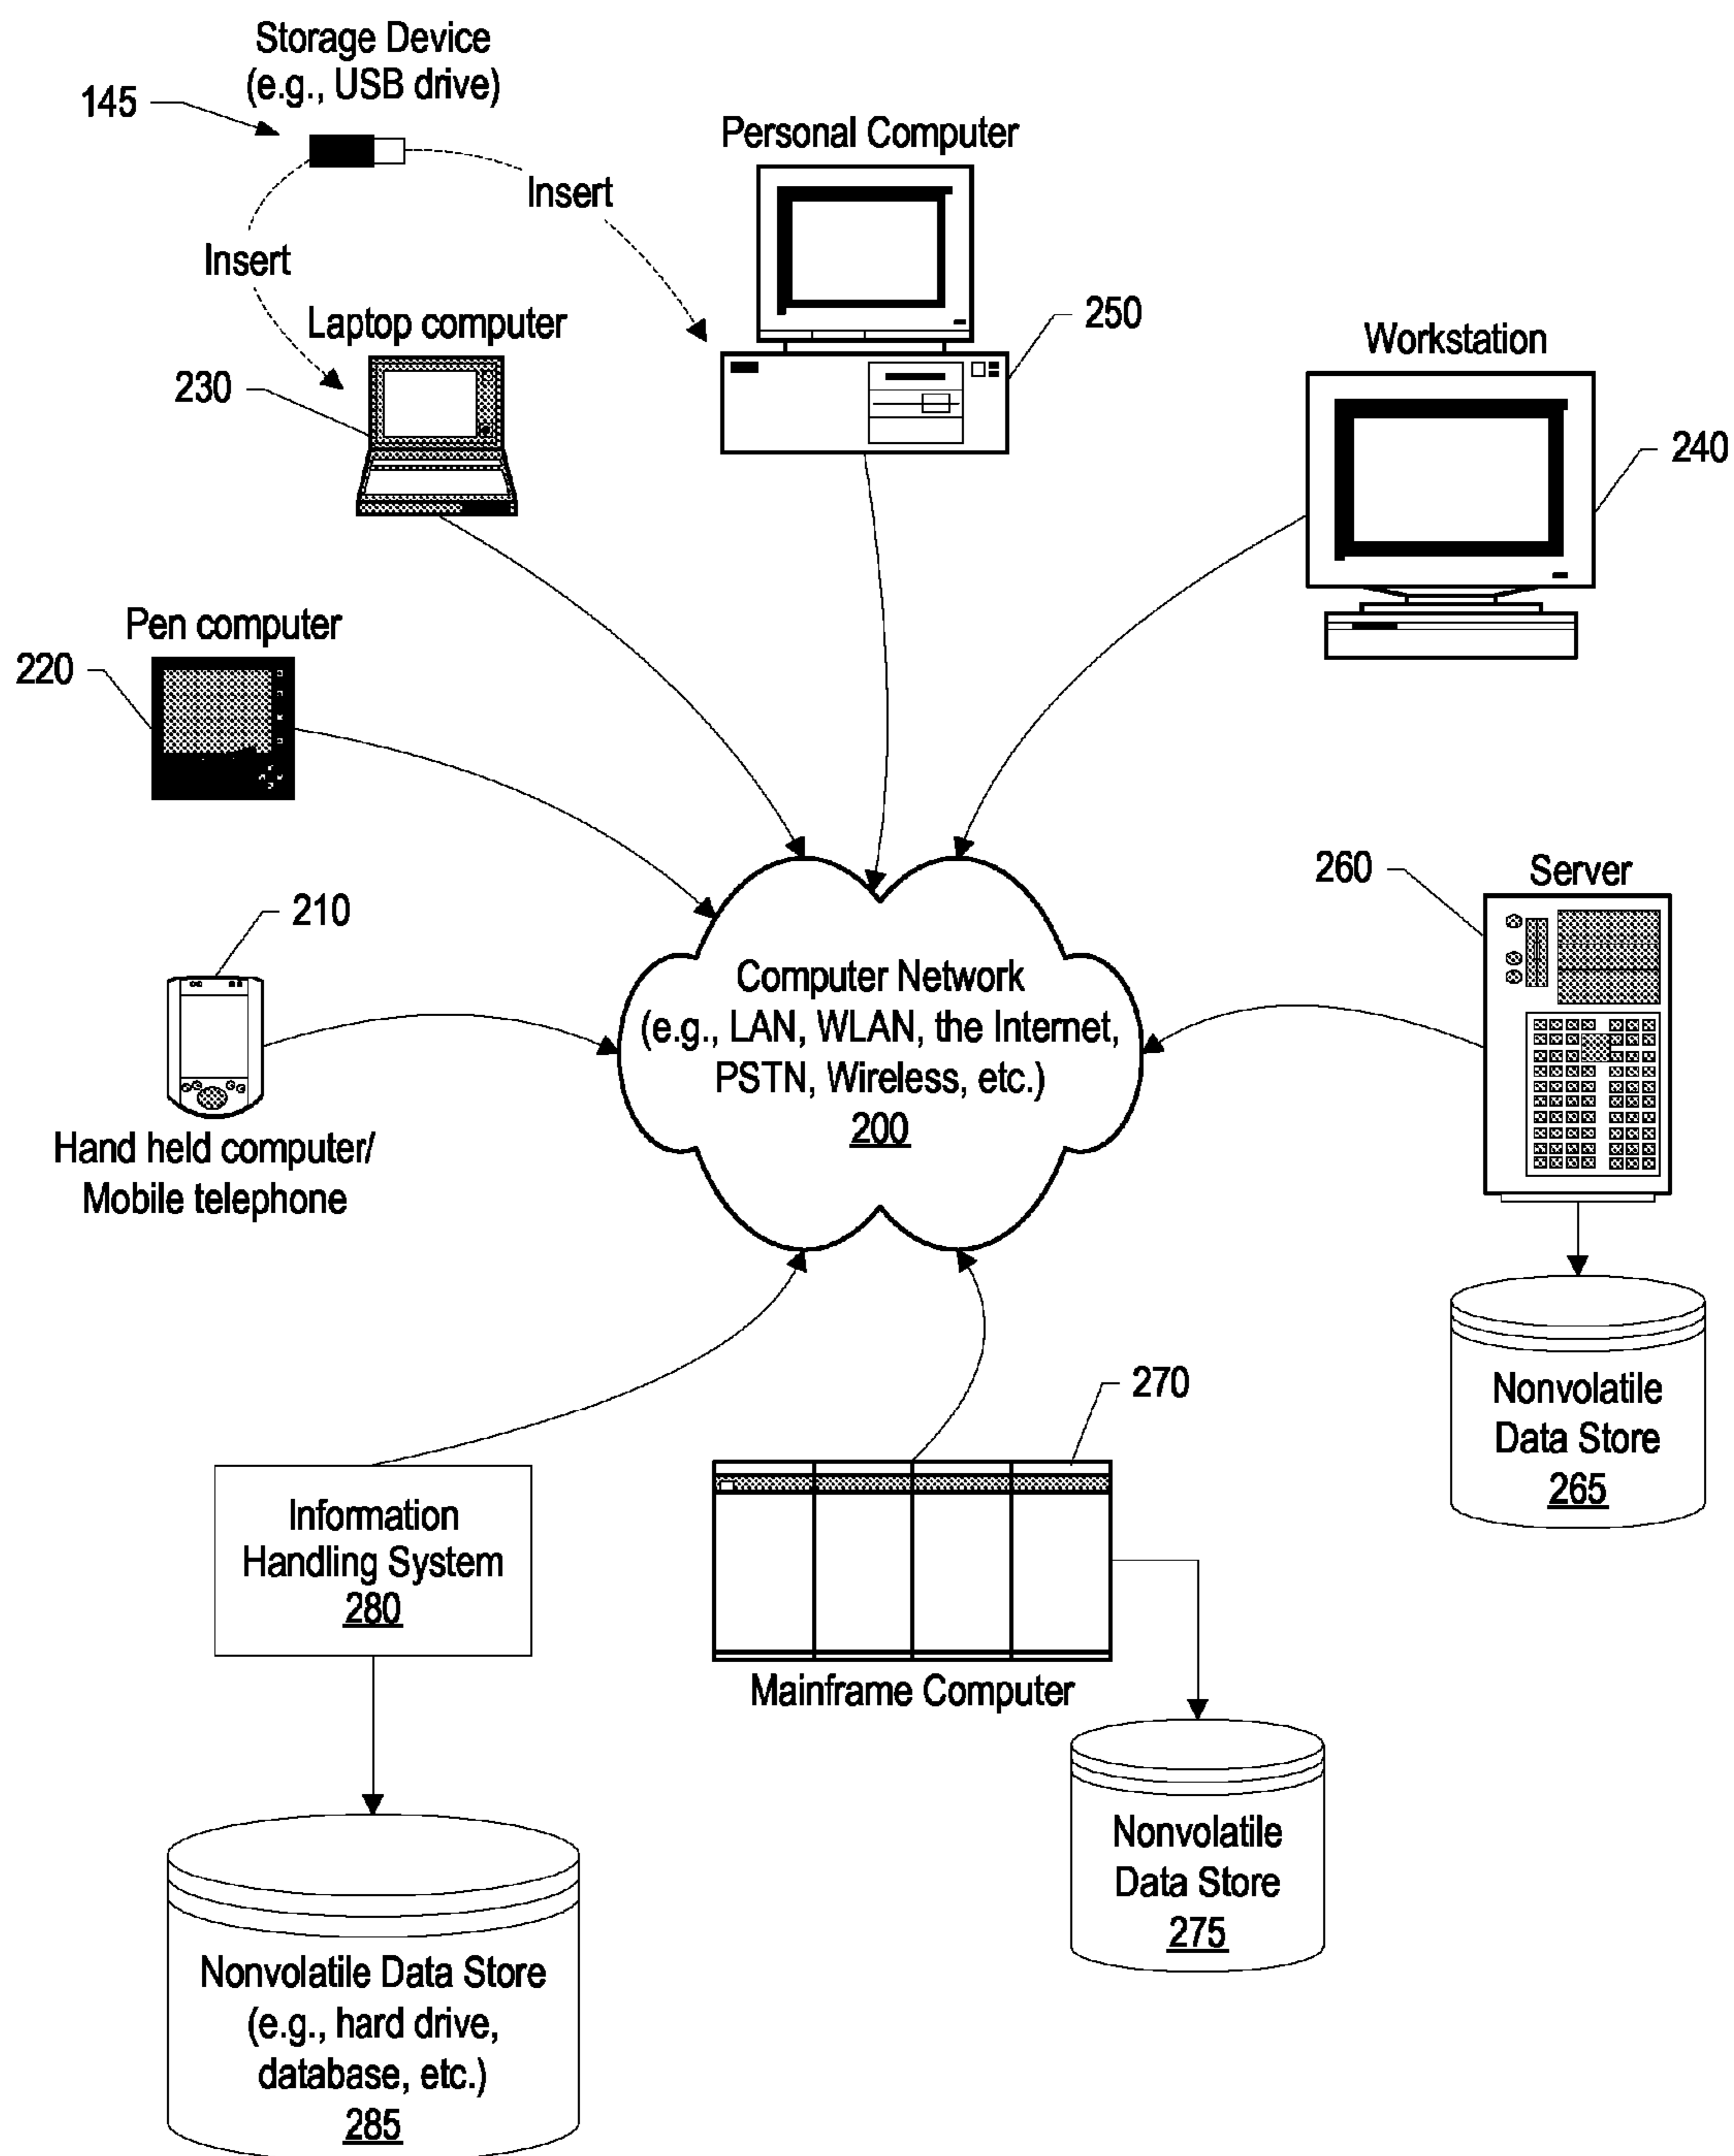 Storage Device
(e.g., USB drive)
145
Insert
Insert
Personal Computer
250
Laptop computer
230
Workstation
240
Pen computer
220
210
Hand held computer/
Mobile telephone
Computer Network
(e.g., LAN, WLAN, the Internet,
PSTN, Wireless, etc.)
200
260
Server
Nonvolatile
Data Store
265
270
Mainframe Computer
Nonvolatile
Data Store
275
Information
Handling System
280
Nonvolatile Data Store
(e.g., hard drive,
database, etc.)
285